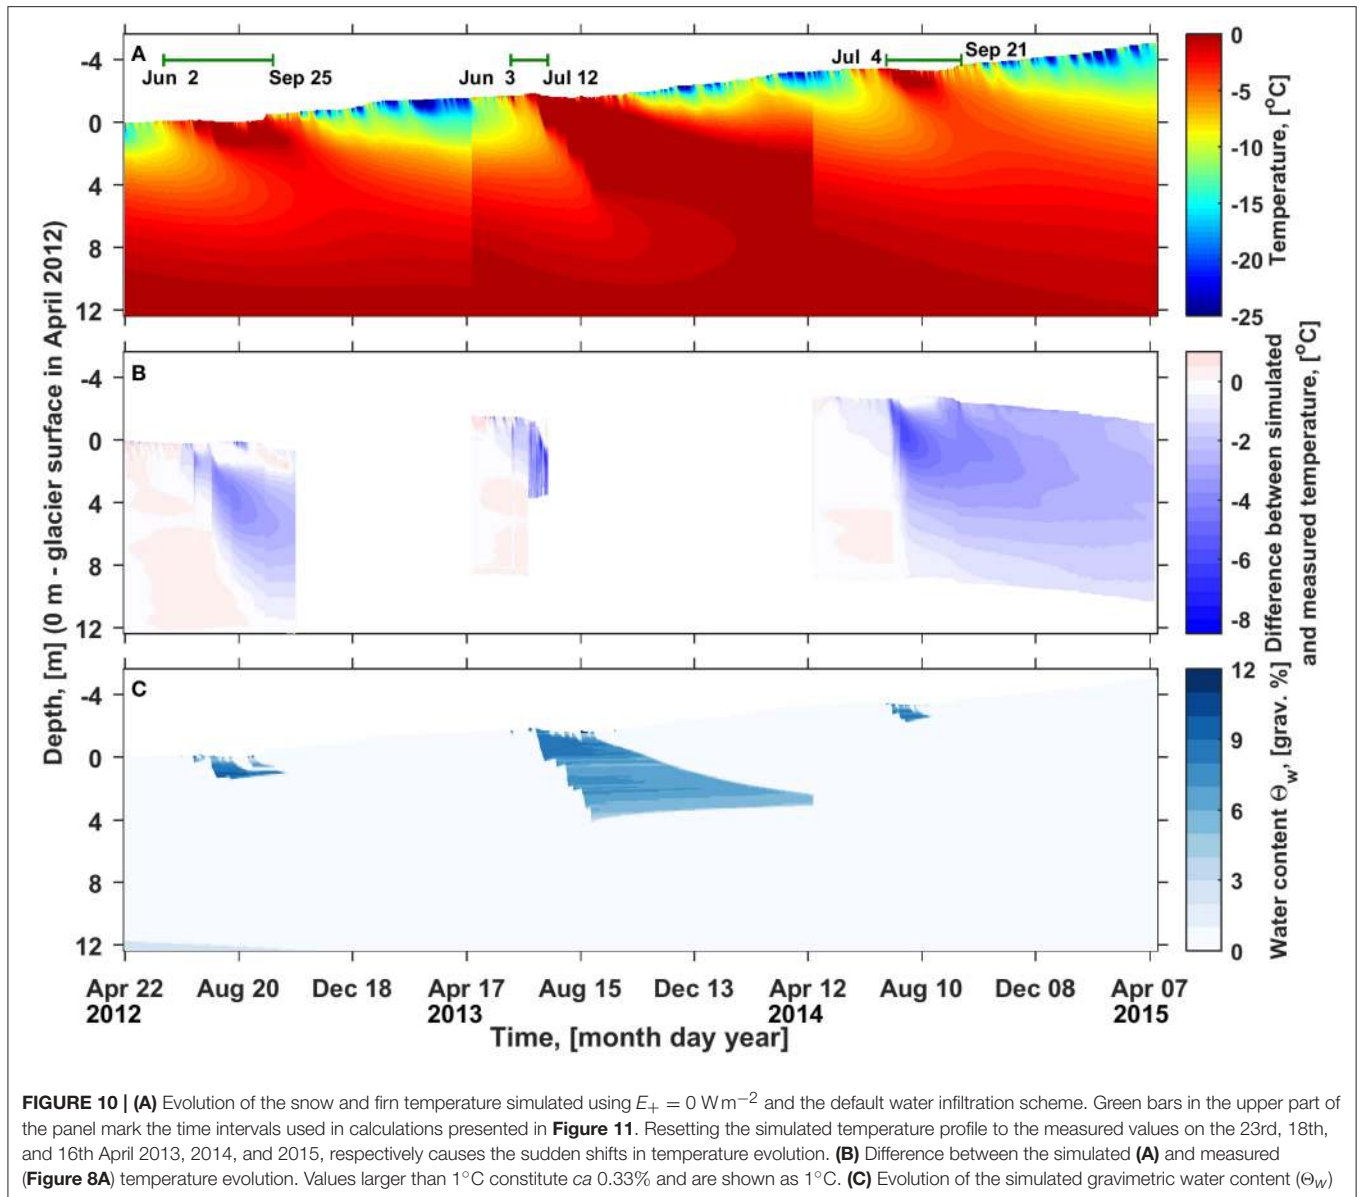 A
Jun 2
Sep 25
Jun 3
Jul 12
Jul 4
Sep 21
-4
0
4
8
12
0
-5
-10
-15
-20
-25
Temperature, [°C]
B
-4
0
4
8
12
0
-2
-4
-6
-8
Difference between simulated
and measured temperature, [°C]
Depth, [m] (0 m - glacier surface in April 2012)
C
-4
0
4
8
12
12
9
6
3
0
Water content Θw, [grav. %]
Apr 22 Aug 20 Dec 18 Apr 17 Aug 15 Dec 13 Apr 12 Aug 10 Dec 08 Apr 07
2012 2013 2014 2015
Time, [month day year]
FIGURE 10 | (A) Evolution of the snow and firn temperature simulated using E+ = 0 Wm−2 and the default water infiltration scheme. Green bars in the upper part of
the panel mark the time intervals used in calculations presented in Figure 11. Resetting the simulated temperature profile to the measured values on the 23rd, 18th,
and 16th April 2013, 2014, and 2015, respectively causes the sudden shifts in temperature evolution. (B) Difference between the simulated (A) and measured
(Figure 8A) temperature evolution. Values larger than 1°C constitute ca 0.33% and are shown as 1°C. (C) Evolution of the simulated gravimetric water content (Θw)